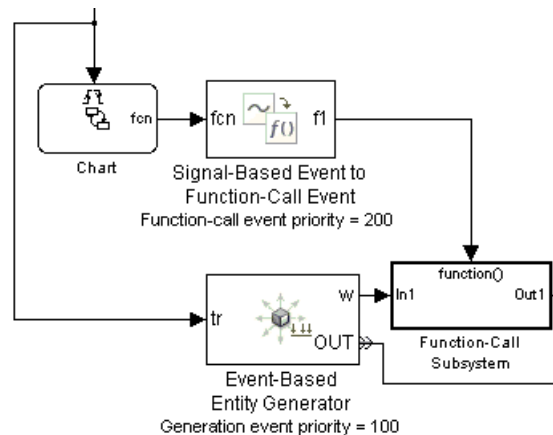 fcn
Chart
fcn
f()
f1
Signal-Based Event to
Function-Call Event
Function-call event priority = 200
tr
w
OUT
Event-Based
Entity Generator
Generation event priority = 100
function()
In1
Out1
Function-Call
Subsystem